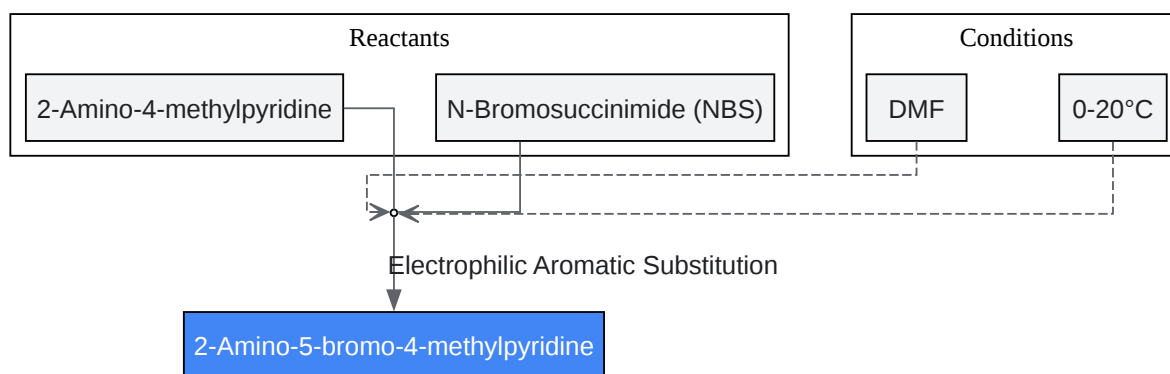 Reactants
Conditions
2-Amino-4-methylpyridine
N-Bromosuccinimide (NBS)
DMF
0-20°C
Electrophilic Aromatic Substitution
2-Amino-5-bromo-4-methylpyridine